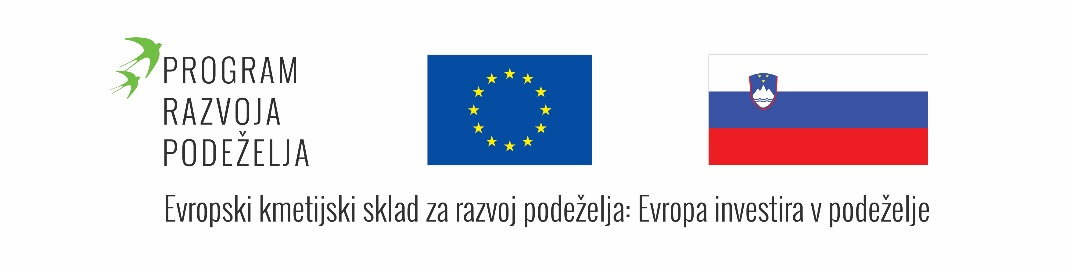 PROGRAM
RAZVOJA
PODEŽELJA
Evropski kmetijski sklad za razvoj podeželja: Evropa investira v podeželje